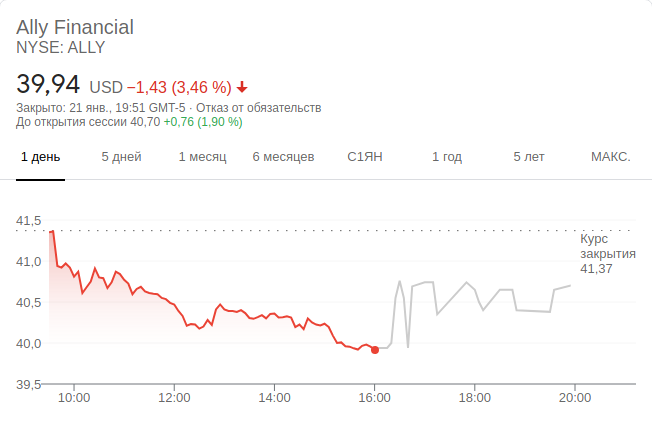 Ally Financial
NYSE: ALLY
39,94 USD −1,43 (3,46 %)
Закрыто: 21 янв., 19:51 GMT-5 · Отказ от обязательств
До открытия сессии 40,70 +0,76 (1,90 %)
1 день 5 дней 1 месяц 6 месяцев С1ЯН 1 год 5 лет МАКС.
41,5
Курс
закрытия
41,37
41,0
40,5
40,0
39,5
10:00 12:00 14:00 16:00 18:00 20:00